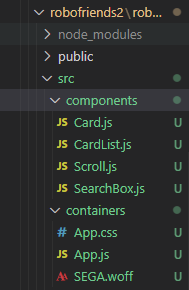 robofriends2\rob...
node_modules
public
src
components
JS Card.js U
JS CardList.js U
JS Scroll.js U
JS SearchBox.js U
containers
# App.css U
JS App.js U
SEGA.woff U